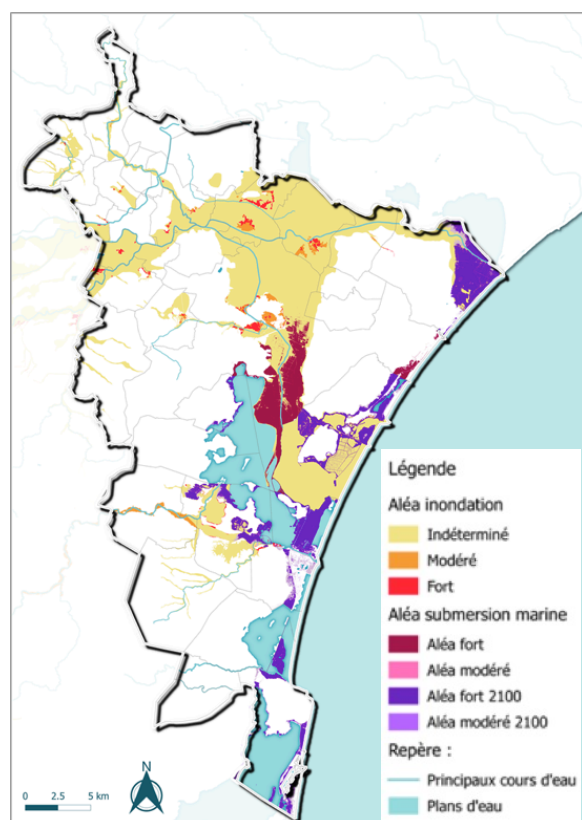 Légende
Aléa inondation
Indéterminé
Modéré
Fort
Aléa submersion marine
Aléa fort
Aléa modéré
Aléa fort 2100
Aléa modéré 2100
Repère :
Principaux cours d'eau
Plans d'eau
N
0 2.5 5 km